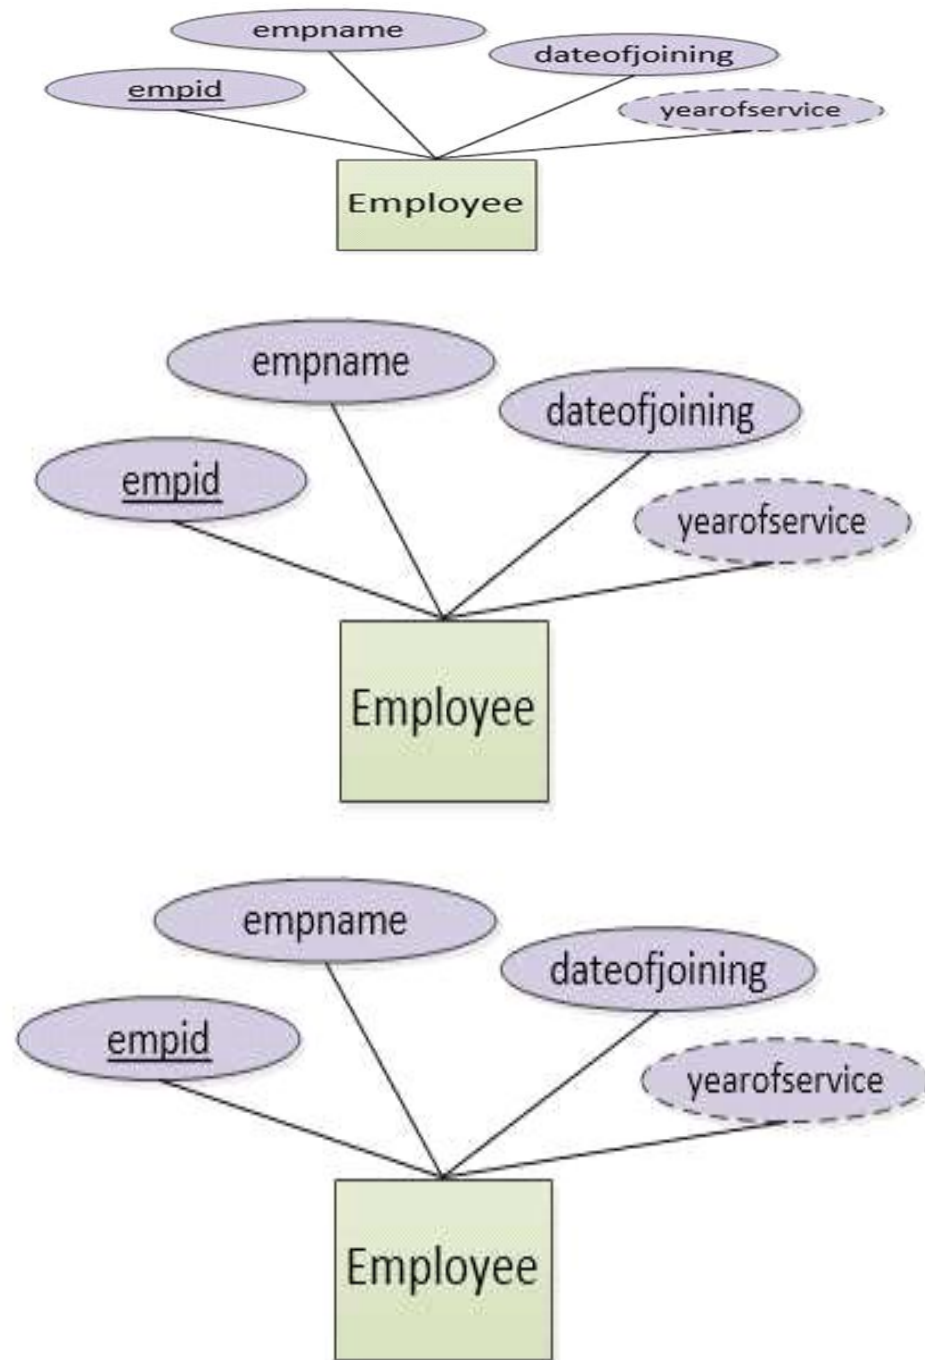 empname
dateofjoining
empid
yearofservice
Employee
empname
dateofjoining
empid
yearofservice
Employee
empname
dateofjoining
empid
yearofservice
Employee